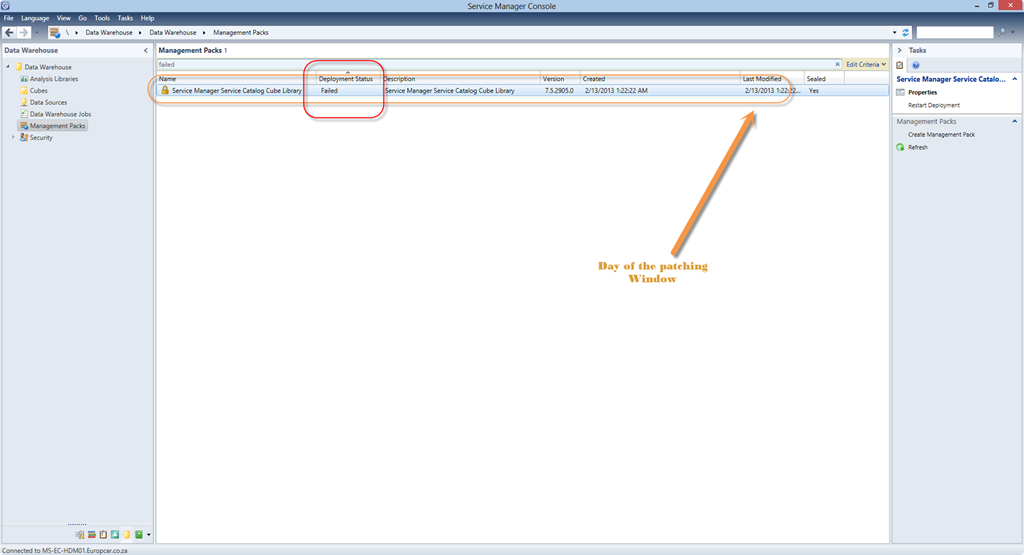 Service Manager Console
File Language View Go Tools Tasks Help
\ Data Warehouse Data Warehouse Management Packs
Data Warehouse
Data Warehouse
Analysis Libraries
Cubes
Data Sources
Data Warehouse Jobs
Management Packs
Security
Management Packs 1
failed
Edit Criteria
Name Deployment Status Description Version Created Last Modified Sealed
Service Manager Service Catalog Cube Library Failed Service Manager Service Catalog Cube Library 7.5.2905.0 2/13/2013 1:22:22 AM 2/13/2013 1:22:22... Yes
Day of the patching
Window
Tasks
Service Manager Service Catalo...
Properties
Restart Deployment
Management Packs
Create Management Pack
Refresh
Connected to MS-EC-HDM01.Europcar.co.za